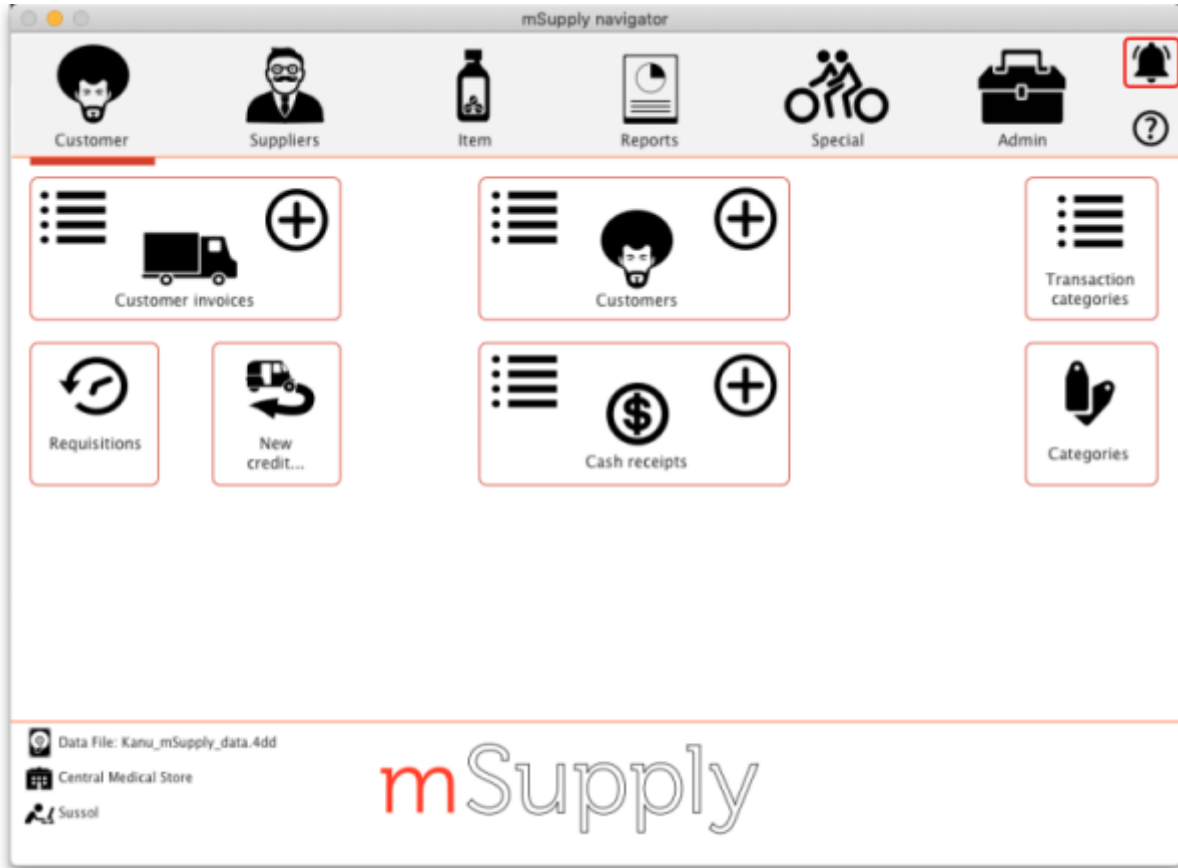 mSupply navigator
Customer
Suppliers
Item
Reports
Special
Admin
?
Customer invoices
Customers
Transaction
categories
Requisitions
New
credit...
$
Cash receipts
Categories
Data File: Kanu_mSupply_data.4dd
Central Medical Store
Sussol
mSupply